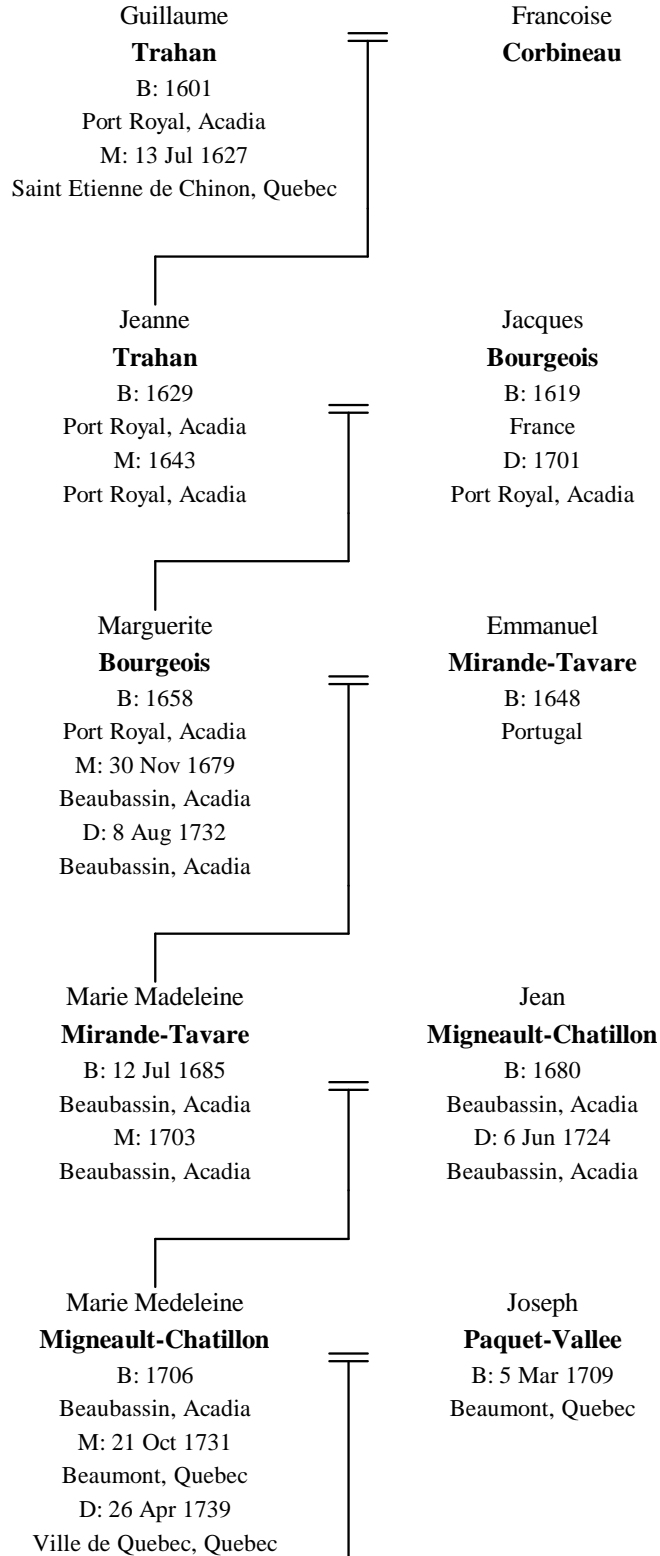 Guillaume
Trahan
B: 1601
Port Royal, Acadia
M: 13 Jul 1627
Saint Etienne de Chinon, Quebec
Francoise
Corbineau
Jeanne
Trahan
B: 1629
Port Royal, Acadia
M: 1643
Port Royal, Acadia
Jacques
Bourgeois
B: 1619
France
D: 1701
Port Royal, Acadia
Marguerite
Bourgeois
B: 1658
Port Royal, Acadia
M: 30 Nov 1679
Beaubassin, Acadia
D: 8 Aug 1732
Beaubassin, Acadia
Emmanuel
Mirande-Tavare
B: 1648
Portugal
Marie Madeleine
Mirande-Tavare
B: 12 Jul 1685
Beaubassin, Acadia
M: 1703
Beaubassin, Acadia
Jean
Migneault-Chatillon
B: 1680
Beaubassin, Acadia
D: 6 Jun 1724
Beaubassin, Acadia
Marie Medeleine
Migneault-Chatillon
B: 1706
Beaubassin, Acadia
M: 21 Oct 1731
Beaumont, Quebec
D: 26 Apr 1739
Ville de Quebec, Quebec
Joseph
Paquet-Vallee
B: 5 Mar 1709
Beaumont, Quebec